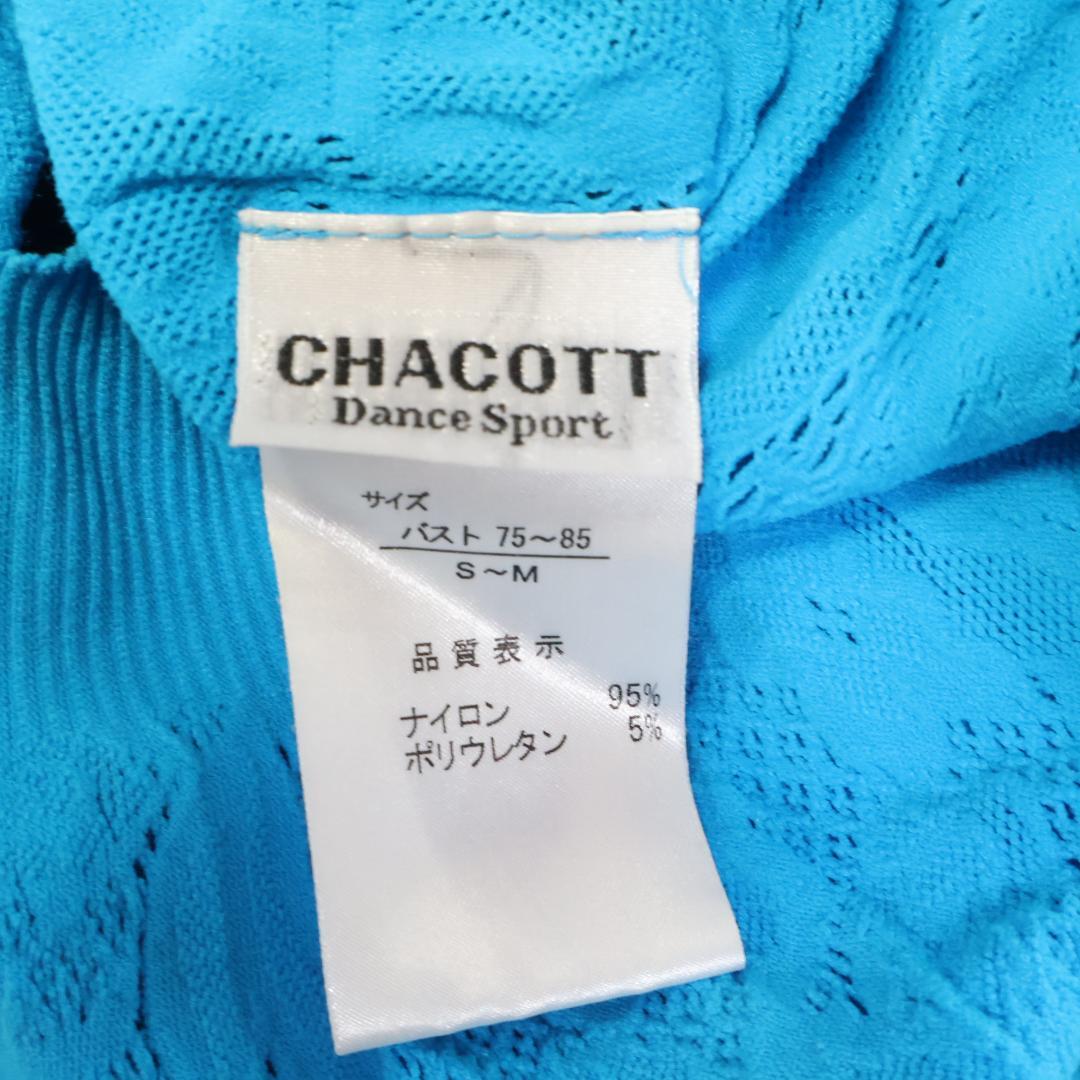 CHACOTT
Dance Sport
サイズ
バスト 75～85
S～M
品質表示
ナイロン 95%
ポリウレタン 5%